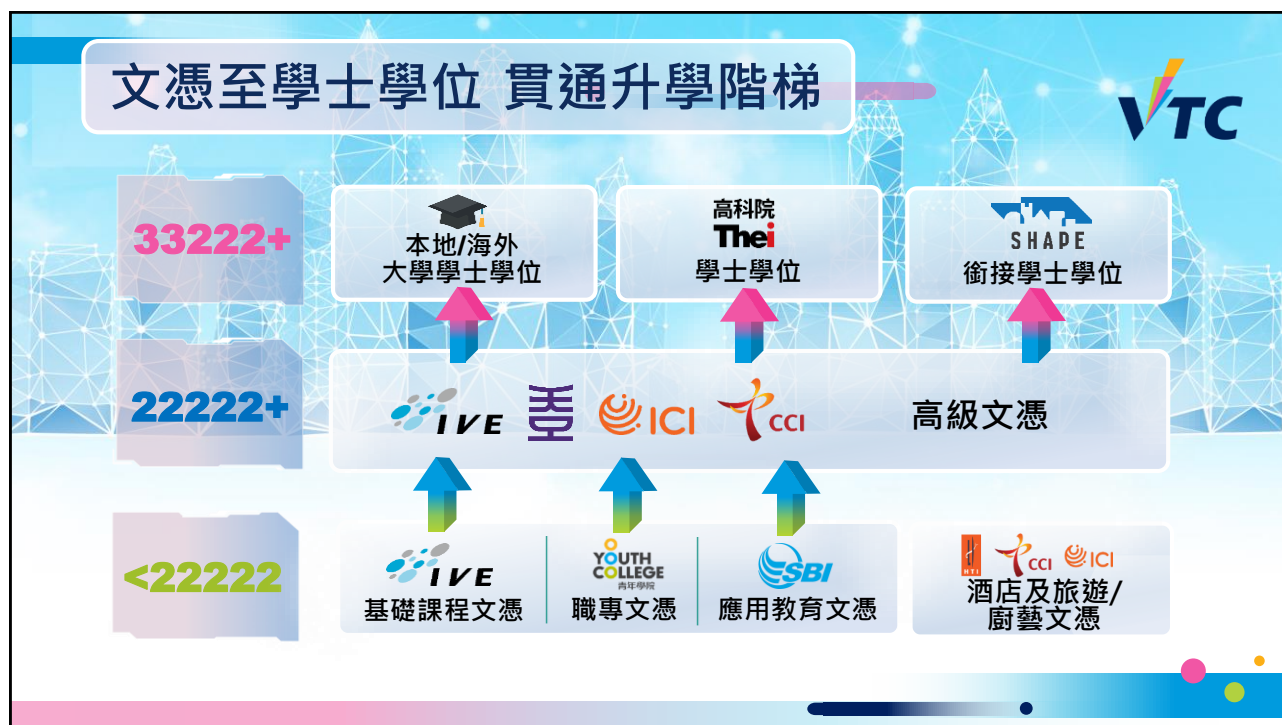 文憑至學士學位 貫通升學階梯
VTC
33222+
本地/海外
大學學士學位
高科院
Thei
學士學位
SHAPE
銜接學士學位
22222+
IVE
ICI
CCI
高級文憑
<22222
IVE
基礎課程文憑
YOUTH
COLLEGE
青年學院
職專文憑
SBI
應用教育文憑
HTI
CCI
ICI
酒店及旅遊/
廚藝文憑